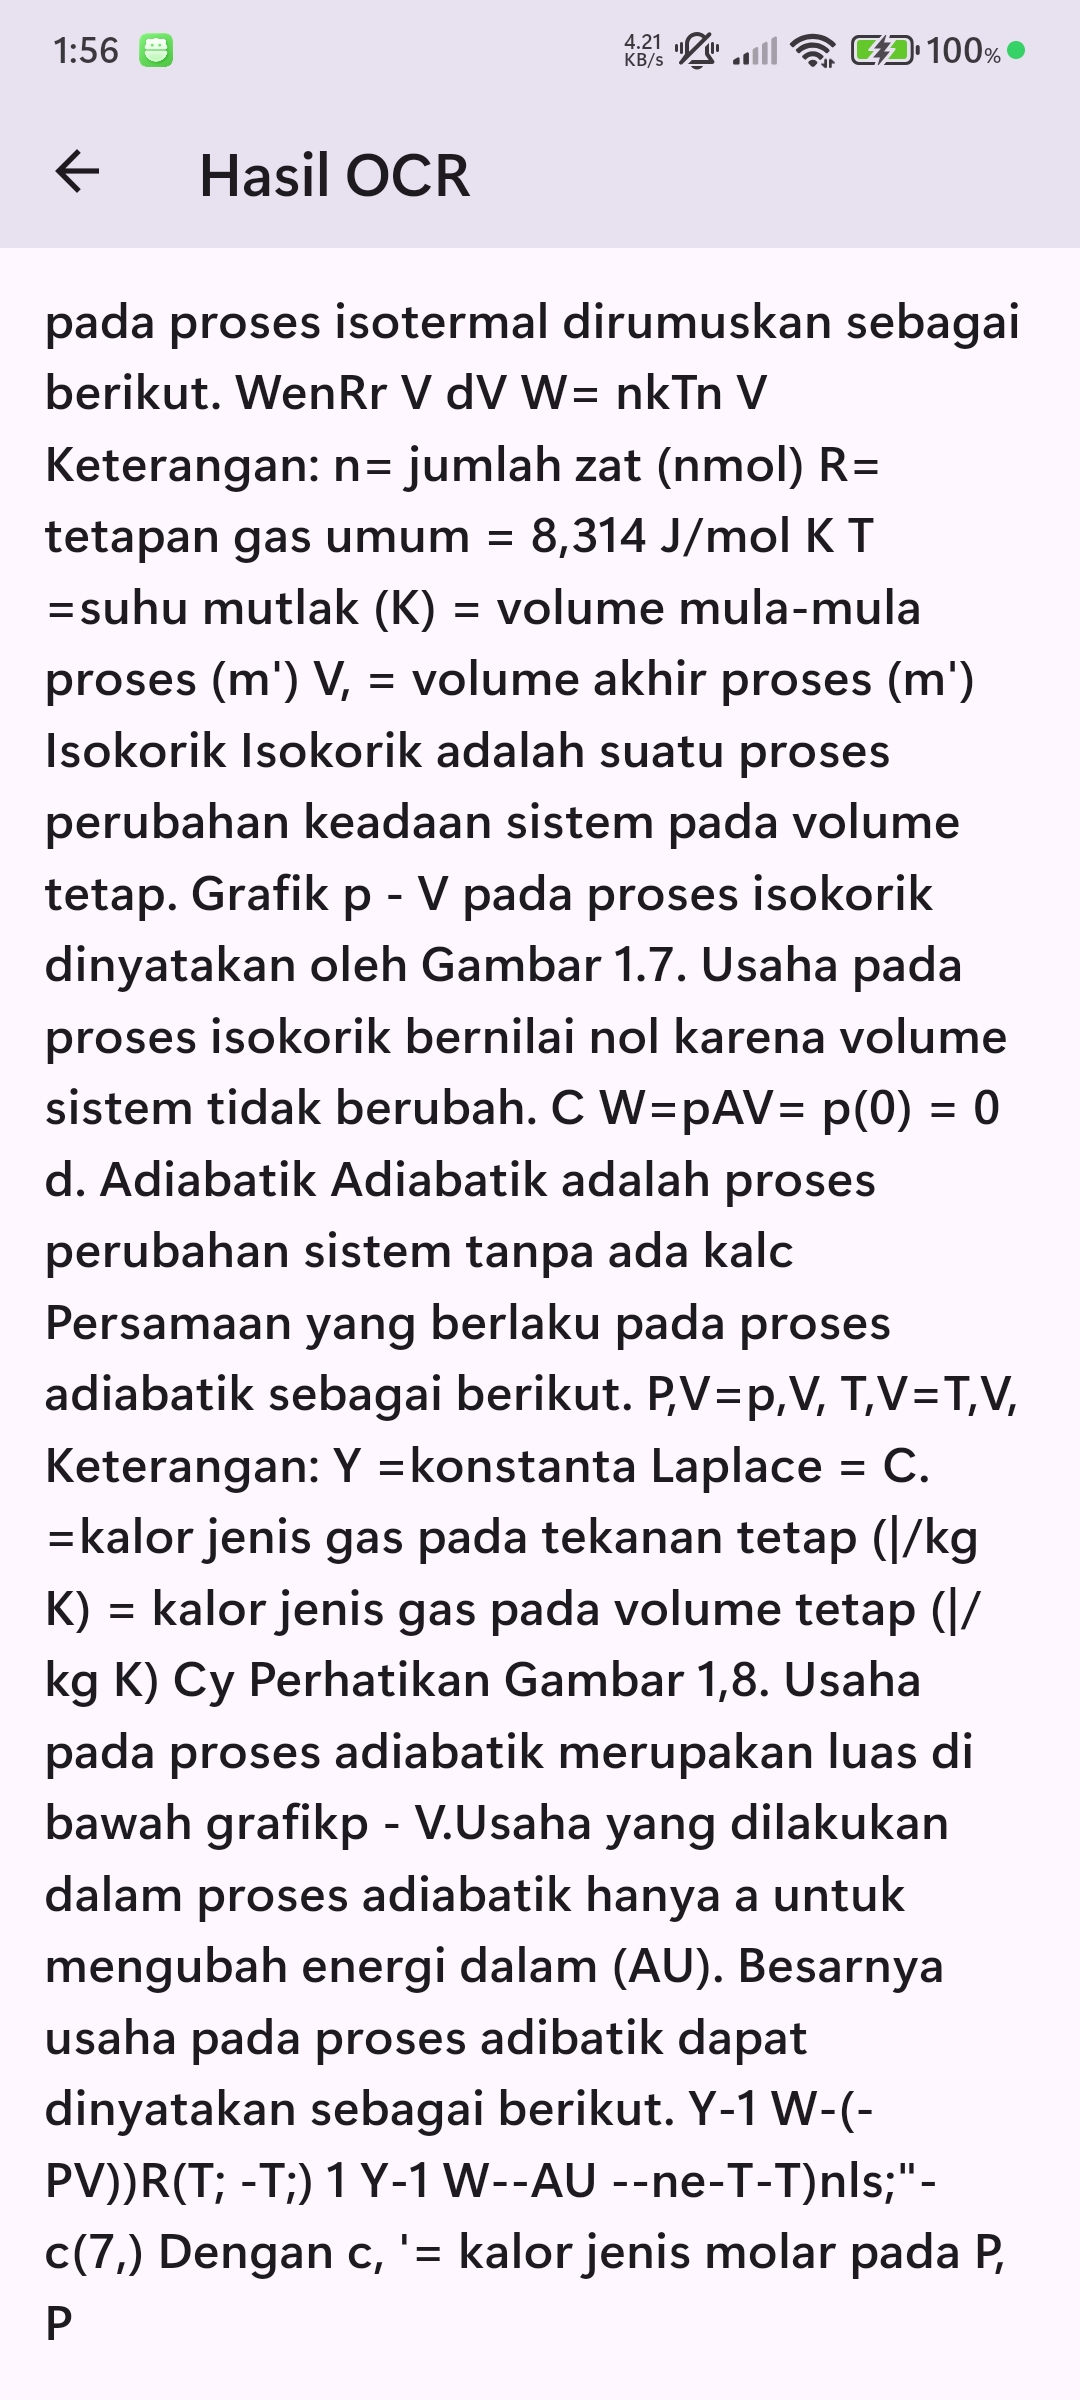 1:56
4.21 KB/s
100%
Hasil OCR
pada proses isotermal dirumuskan sebagai
berikut. WenRr V dV W= nkTn V
Keterangan: n= jumlah zat (nmol) R=
tetapan gas umum = 8,314 J/mol K T
=suhu mutlak (K) = volume mula-mula
proses (m') V, = volume akhir proses (m')
Isokorik Isokorik adalah suatu proses
perubahan keadaan sistem pada volume
tetap. Grafik p - V pada proses isokorik
dinyatakan oleh Gambar 1.7. Usaha pada
proses isokorik bernilai nol karena volume
sistem tidak berubah. C W=pAV= p(0) = 0
d. Adiabatik Adiabatik adalah proses
perubahan sistem tanpa ada kalc
Persamaan yang berlaku pada proses
adiabatik sebagai berikut. P,V=p,V, T,V=T,V,
Keterangan: Y =konstanta Laplace = C.
=kalor jenis gas pada tekanan tetap (|/kg
K) = kalor jenis gas pada volume tetap (|/
kg K) Cy Perhatikan Gambar 1,8. Usaha
pada proses adiabatik merupakan luas di
bawah grafikp - V.Usaha yang dilakukan
dalam proses adiabatik hanya a untuk
mengubah energi dalam (AU). Besarnya
usaha pada proses adibatik dapat
dinyatakan sebagai berikut. Y-1 W-(-
PV))R(T; -T;) 1 Y-1 W--AU --ne-T-T)nls;"-
c(7,) Dengan c, '= kalor jenis molar pada P,
P